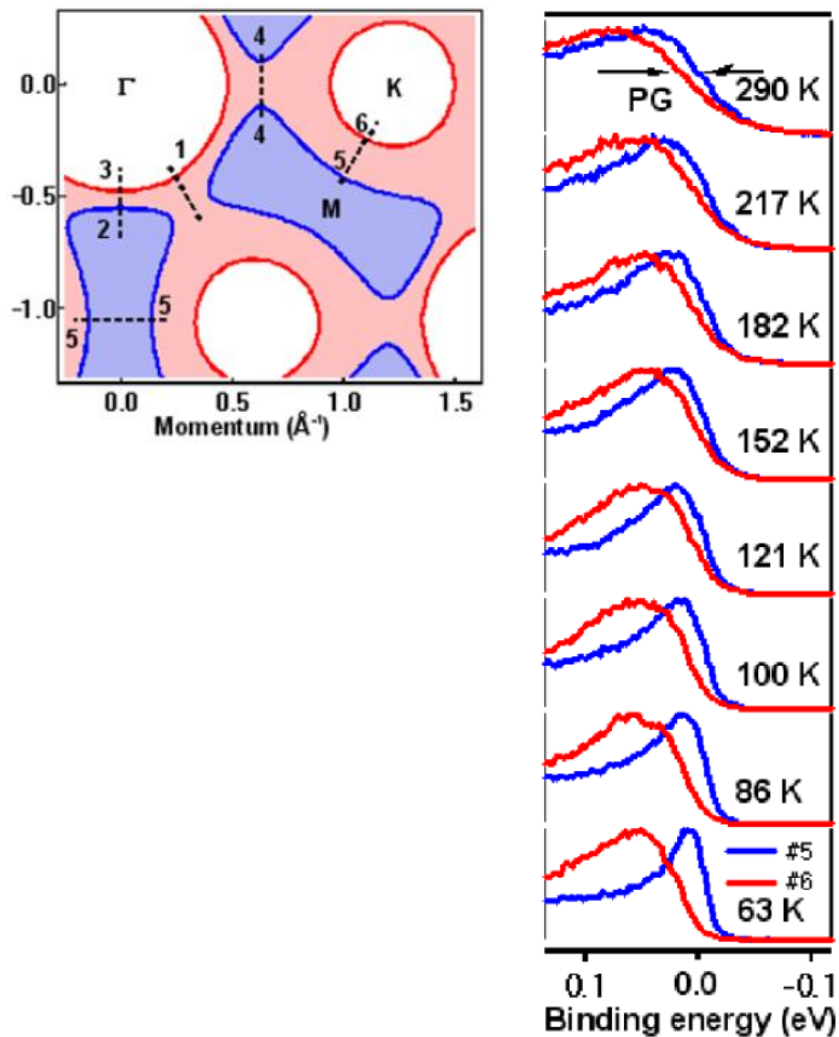 4
0.0
Γ
K
4
6
1
5
3
-0.5
M
2
5
-1.0
5
0.0 0.5 1.0 1.5
Momentum (Å⁻¹)
PG
290 K
217 K
182 K
152 K
121 K
100 K
86 K
#5
#6
63 K
0.1 0.0 -0.1
Binding energy (eV)